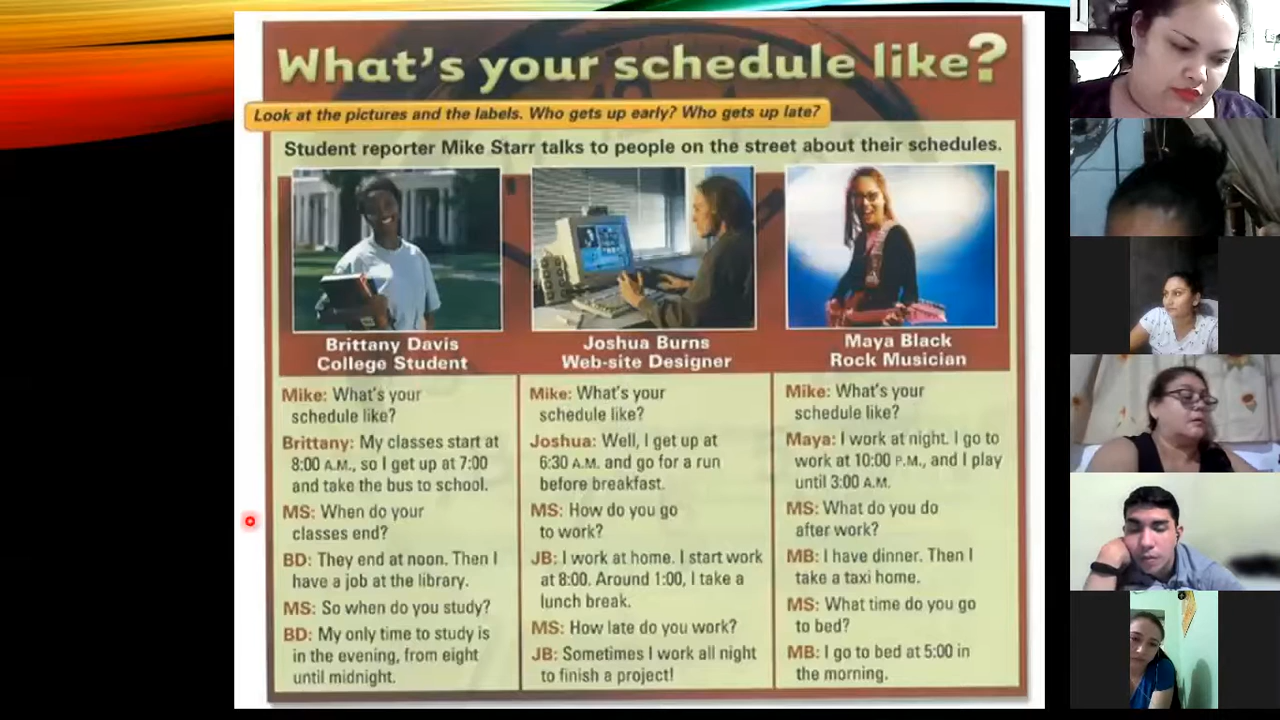 What's your schedule like?
Look at the pictures and the labels. Who gets up early? Who gets up late?
Student reporter Mike Starr talks to people on the street about their schedules.
Brittany Davis
College Student
Mike: What's your
schedule like?
Brittany: My classes start at
8:00 A.M., so I get up at 7:00
and take the bus to school.
MS: When do your
classes end?
BD: They end at noon. Then I
have a job at the library.
MS: So when do you study?
BD: My only time to study is
in the evening, from eight
until midnight.
Joshua Burns
Web-site Designer
Mike: What's your
schedule like?
Joshua: Well, I get up at
6:30 A.M. and go for a run
before breakfast.
MS: How do you go
to work?
JB: I work at home. I start work
at 8:00. Around 1:00, I take a
lunch break.
MS: How late do you work?
JB: Sometimes I work all night
to finish a project!
Maya Black
Rock Musician
Mike: What's your
schedule like?
Maya: I work at night. I go to
work at 10:00 P.M., and I play
until 3:00 A.M.
MS: What do you do
after work?
MB: I have dinner. Then I
take a taxi home.
MS: What time do you go
to bed?
MB: I go to bed at 5:00 in
the morning.